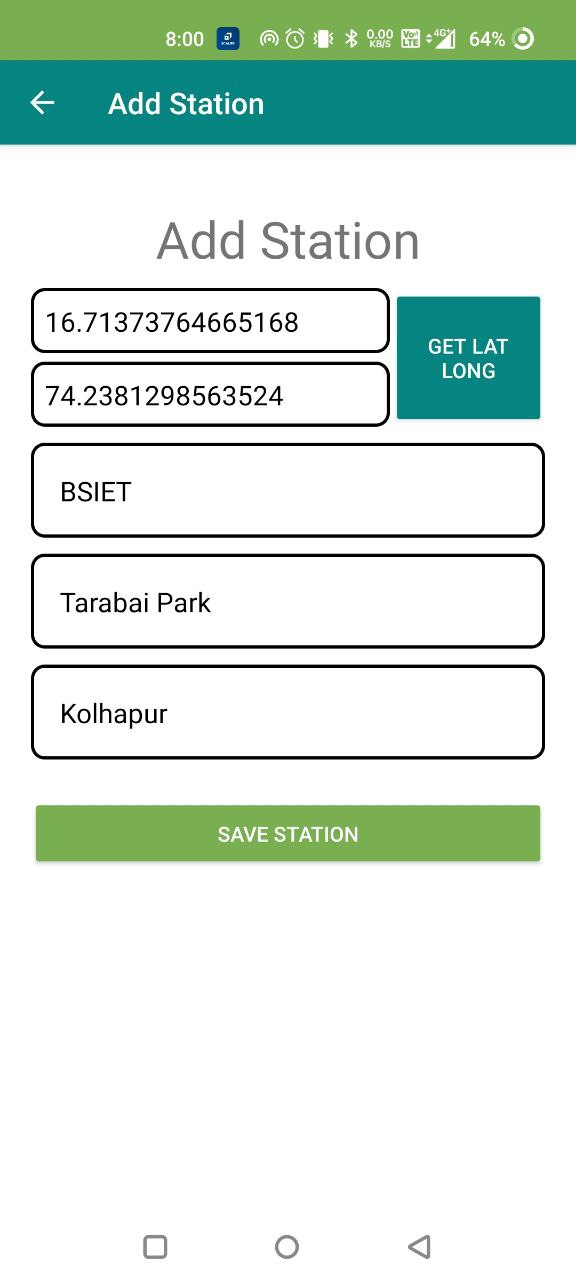 8:00 0.00 KB/S VoD LTE 4G+ 64%
Add Station
Add Station
16.71373764665168
74.2381298563524
GET LAT
LONG
BSIET
Tarabai Park
Kolhapur
SAVE STATION